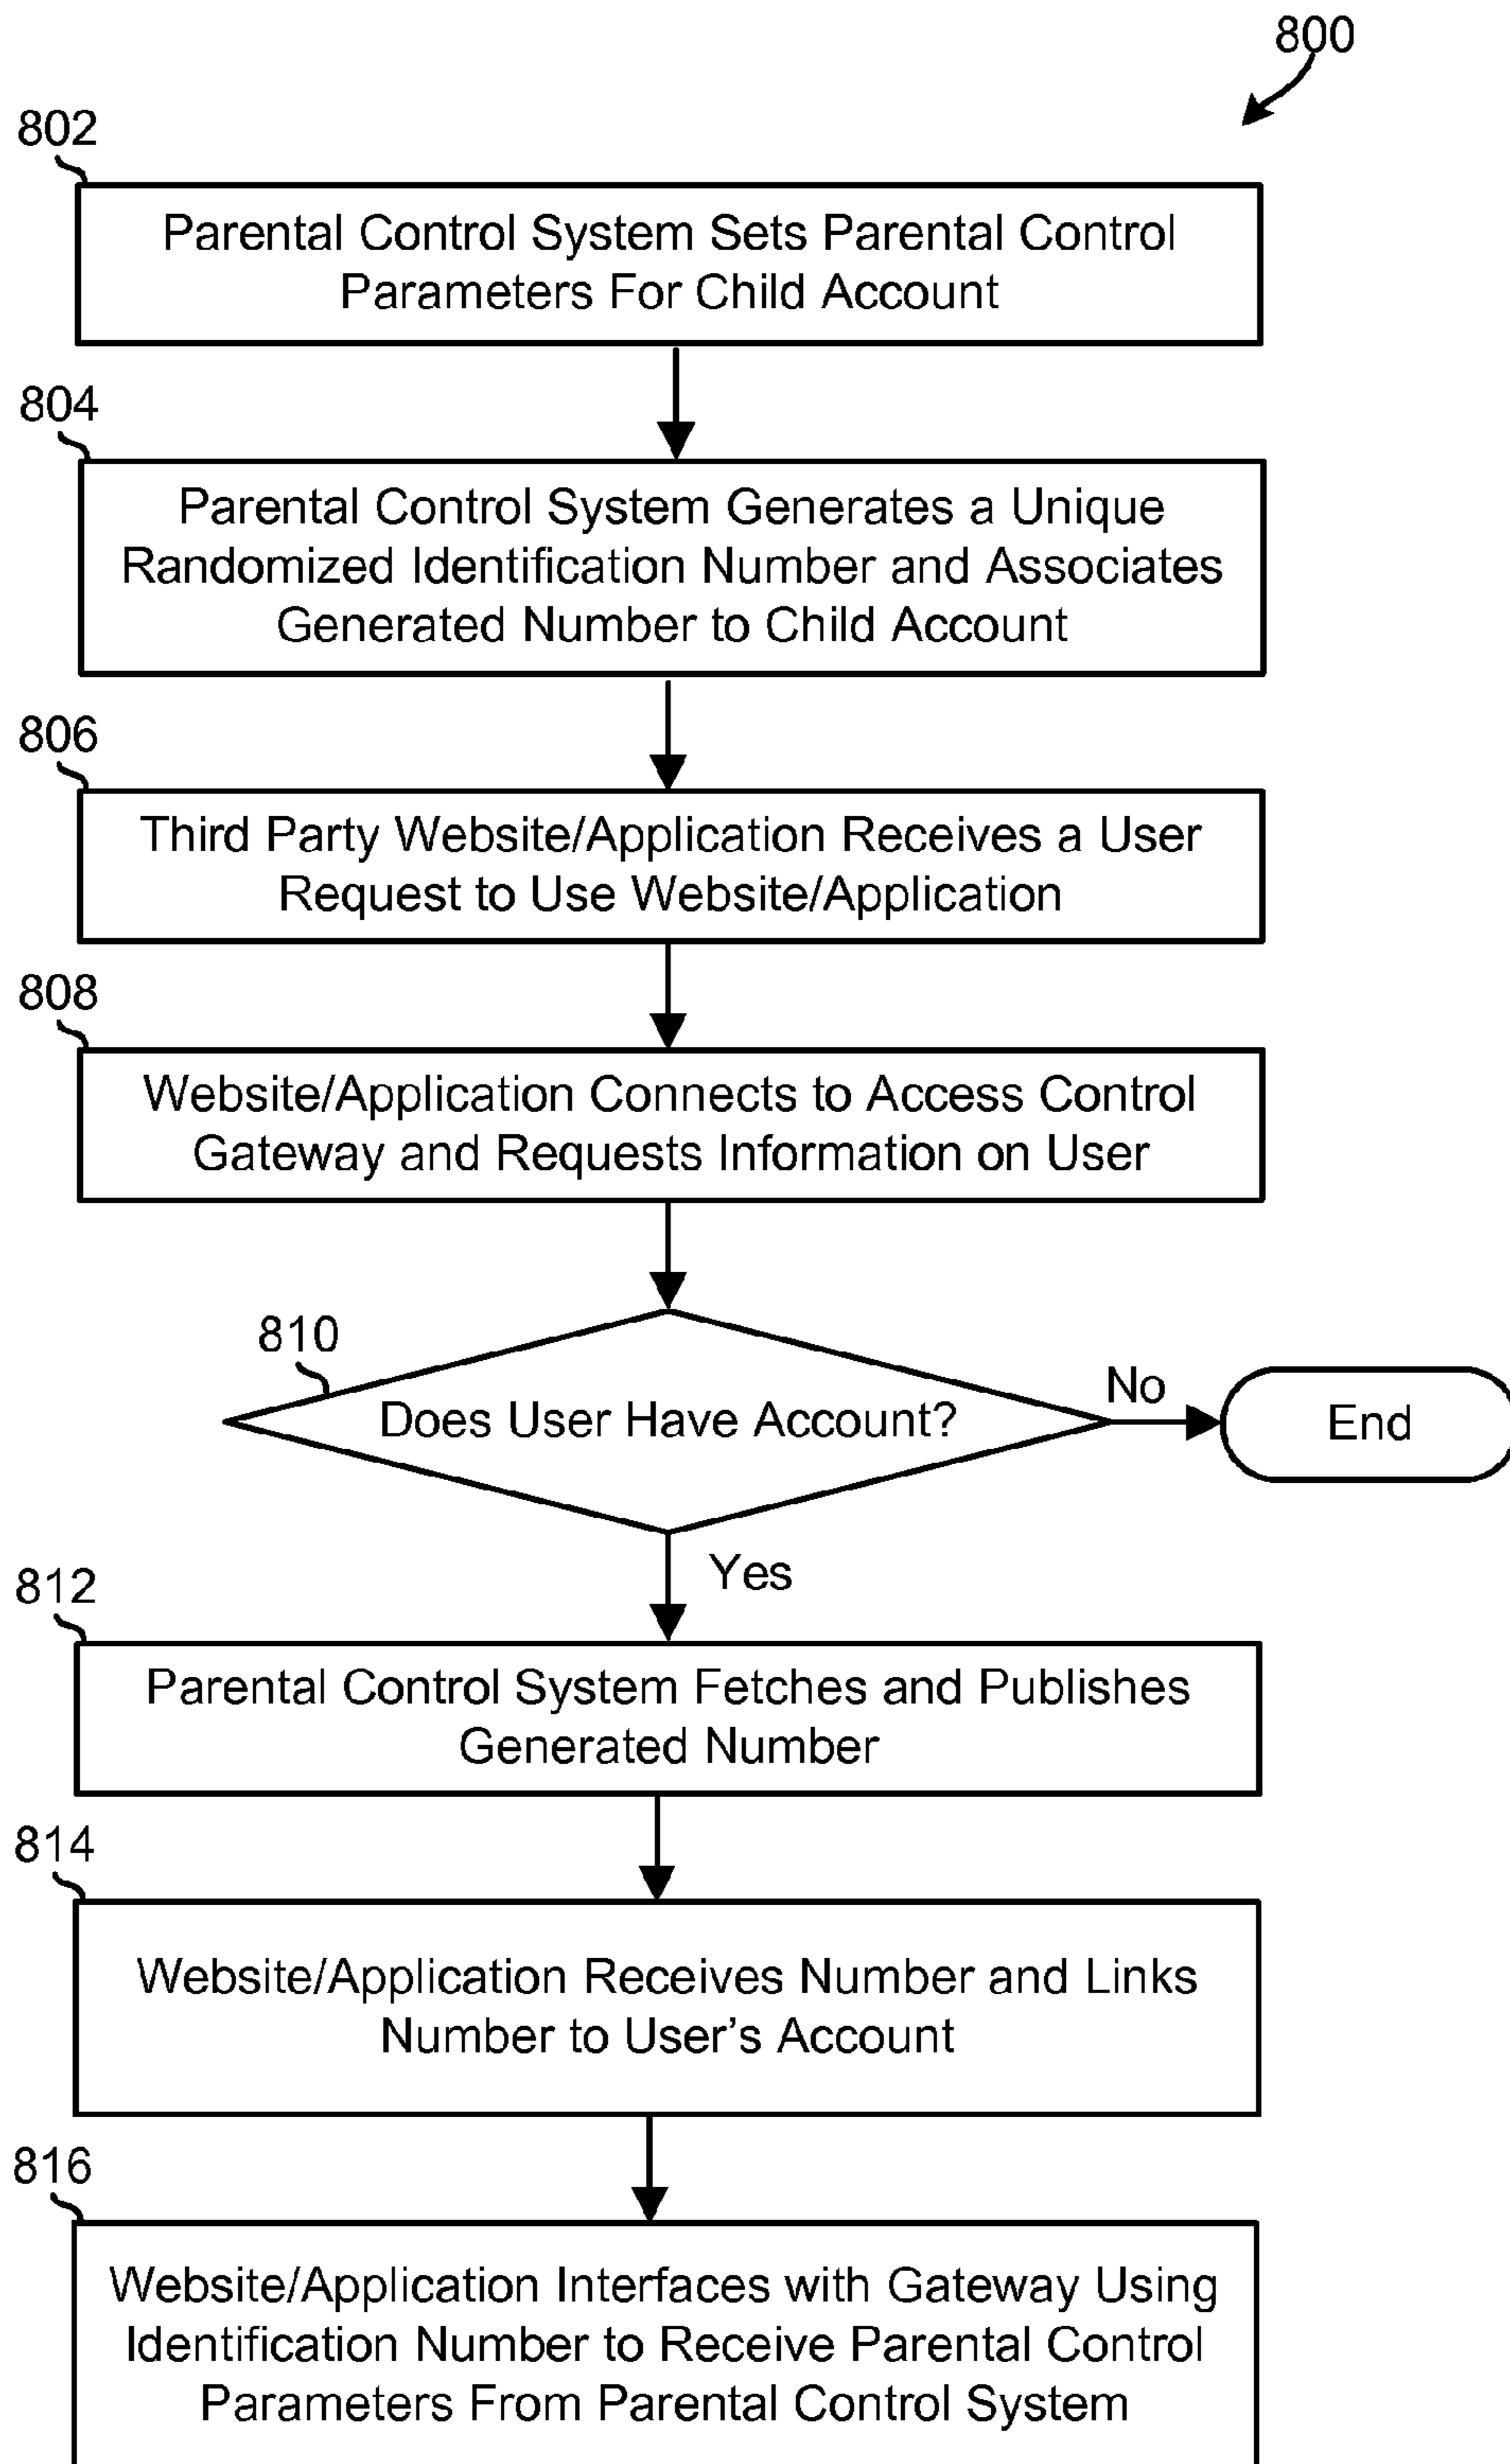 800
802
Parental Control System Sets Parental Control
Parameters For Child Account
804
Parental Control System Generates a Unique
Randomized Identification Number and Associates
Generated Number to Child Account
806
Third Party Website/Application Receives a User
Request to Use Website/Application
808
Website/Application Connects to Access Control
Gateway and Requests Information on User
810
Does User Have Account?
No
End
Yes
812
Parental Control System Fetches and Publishes
Generated Number
814
Website/Application Receives Number and Links
Number to User’s Account
816
Website/Application Interfaces with Gateway Using
Identification Number to Receive Parental Control
Parameters From Parental Control System